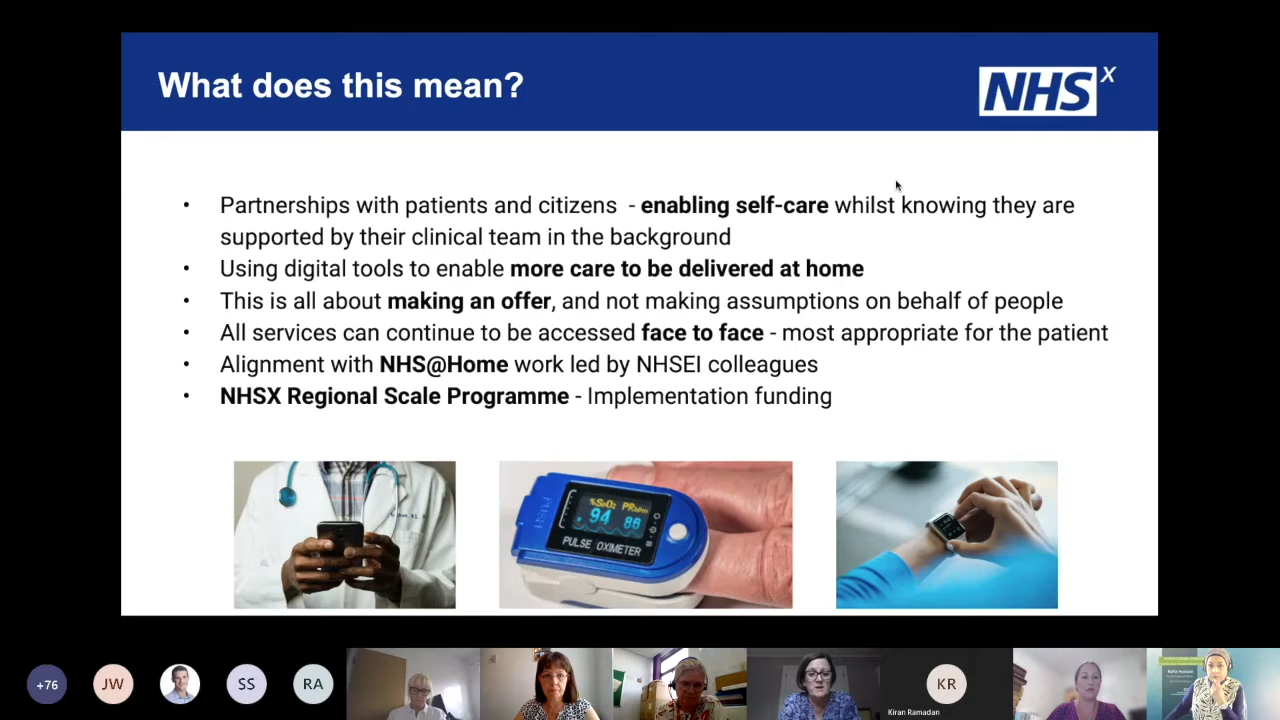 What does this mean?
NHS X
• Partnerships with patients and citizens - enabling self-care whilst knowing they are
supported by their clinical team in the background
• Using digital tools to enable more care to be delivered at home
• This is all about making an offer, and not making assumptions on behalf of people
• All services can continue to be accessed face to face - most appropriate for the patient
• Alignment with NHS@Home work led by NHSEI colleagues
• NHSX Regional Scale Programme - Implementation funding
PUSH
%SpO2 PRbpm
94 86
PULSE OXIMETER
+76
JW
SS
RA
KR
Kiran Ramadan